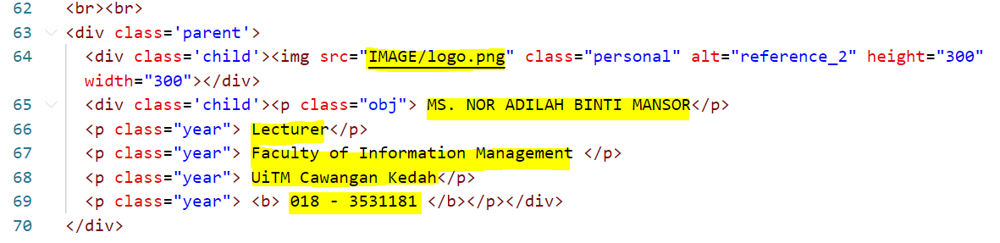 62 <br><br>
63 <div class='parent'>
64 <div class='child'><img src="IMAGE/logo.png" class="personal" alt="reference_2" height="300"
width="300"></div>
65 <div class='child'><p class="obj"> MS. NOR ADILAH BINTI MANSOR</p>
66 <p class="year"> Lecturer</p>
67 <p class="year"> Faculty of Information Management </p>
68 <p class="year"> UiTM Cawangan Kedah</p>
69 <p class="year"> <b> 018 - 3531181 </b></p></div>
70 </div>